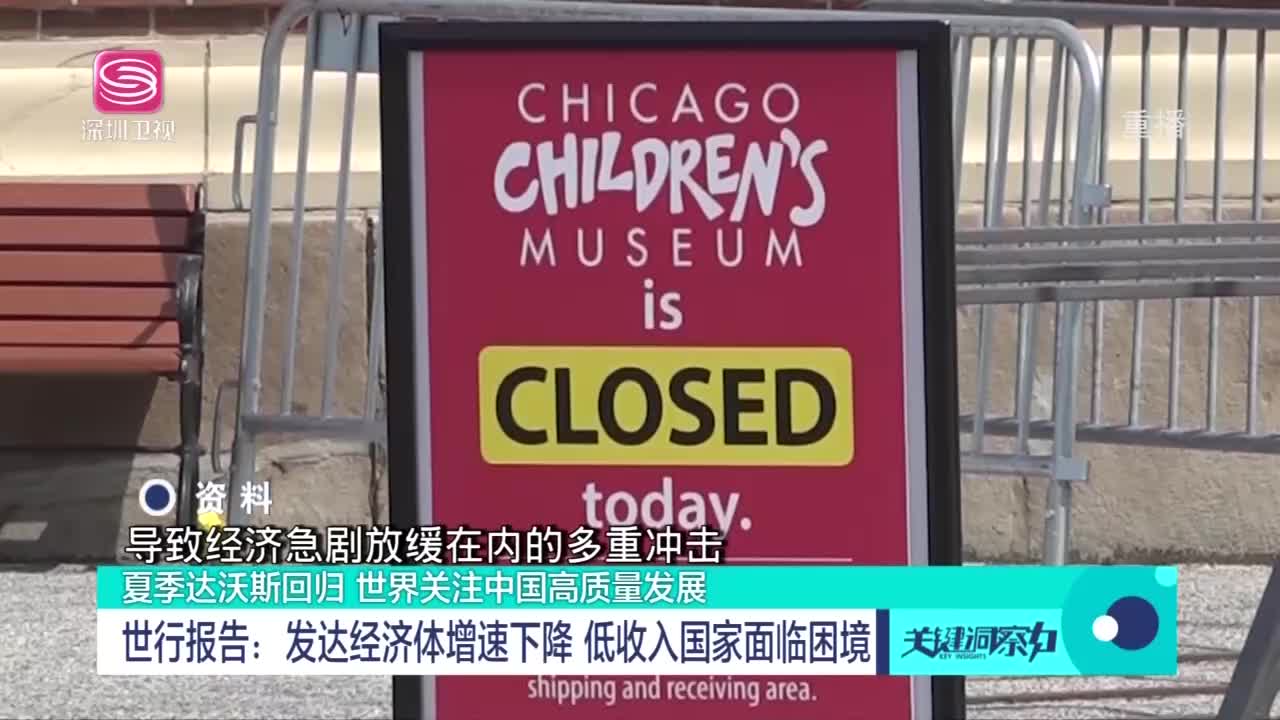 深圳卫视
重播
CHICAGO
CHILDREN'S
MUSEUM
is
CLOSED
today.
资料
导致经济急剧放缓在内的多重冲击
夏季达沃斯回归 世界关注中国高质量发展
世行报告：发达经济体增速下降 低收入国家面临困境
关键洞察力
KEY INSIGHTS
shipping and receiving area.